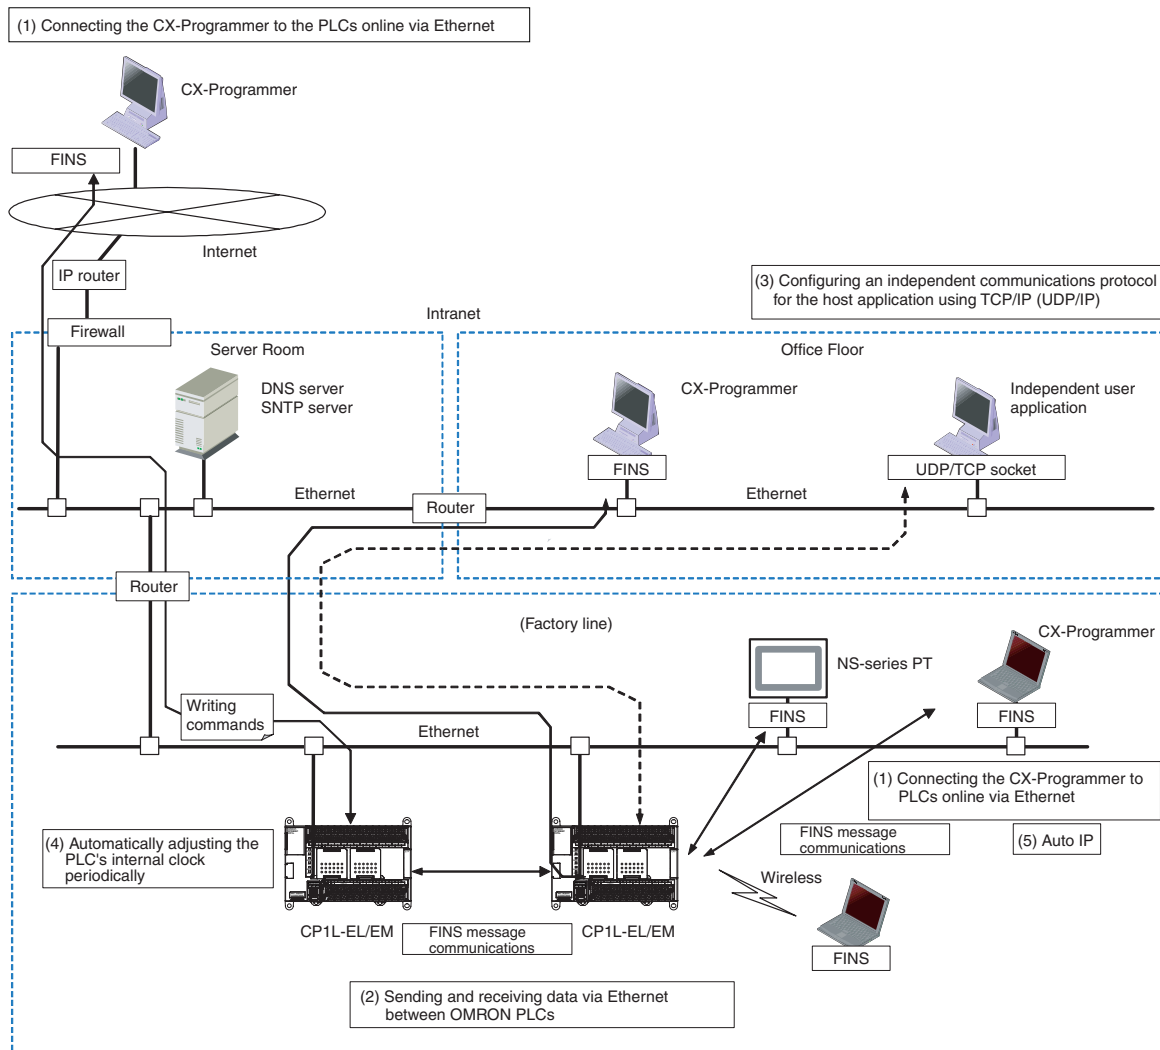 (1) Connecting the CX-Programmer to the PLCs online via Ethernet
CX-Programmer
FINS
Internet
IP router
(3) Configuring an independent communications protocol
for the host application using TCP/IP (UDP/IP)
Intranet
Firewall
Server Room
Office Floor
DNS server
SNTP server
CX-Programmer
Independent user
application
FINS
UDP/TCP socket
Ethernet
Router
Ethernet
Router
(Factory line)
CX-Programmer
NS-series PT
Writing
commands
FINS
FINS
Ethernet
(1) Connecting the CX-Programmer to
PLCs online via Ethernet
(4) Automatically adjusting the
PLC's internal clock
periodically
FINS message
communications
(5) Auto IP
Wireless
CP1L-EL/EM
FINS message
communications
CP1L-EL/EM
FINS
(2) Sending and receiving data via Ethernet
between OMRON PLCs